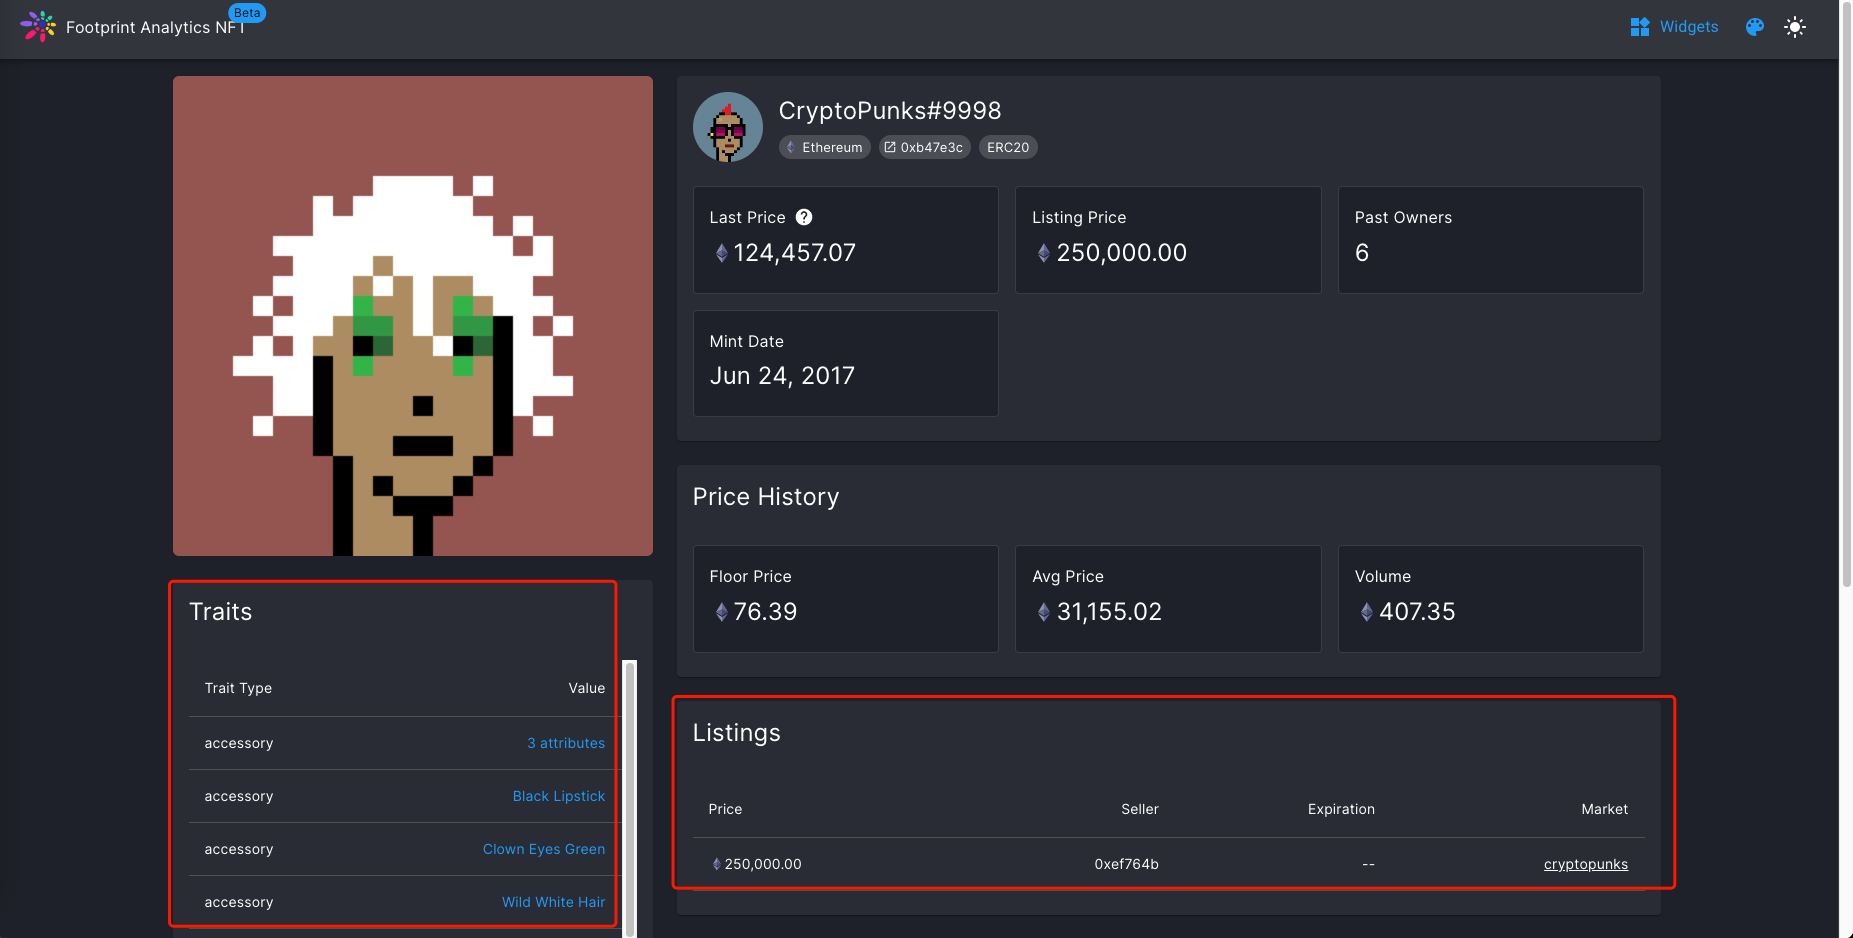 Footprint Analytics NFT
Beta
Widgets
CryptoPunks#9998
Ethereum 0xb47e3c ERC20
Last Price ?
124,457.07
Listing Price
250,000.00
Past Owners
6
Mint Date
Jun 24, 2017
Price History
Floor Price
76.39
Avg Price
31,155.02
Volume
407.35
Traits
Trait Type Value
accessory 3 attributes
accessory Black Lipstick
accessory Clown Eyes Green
accessory Wild White Hair
Listings
Price Seller Expiration Market
250,000.00 0xef764b -- cryptopunks